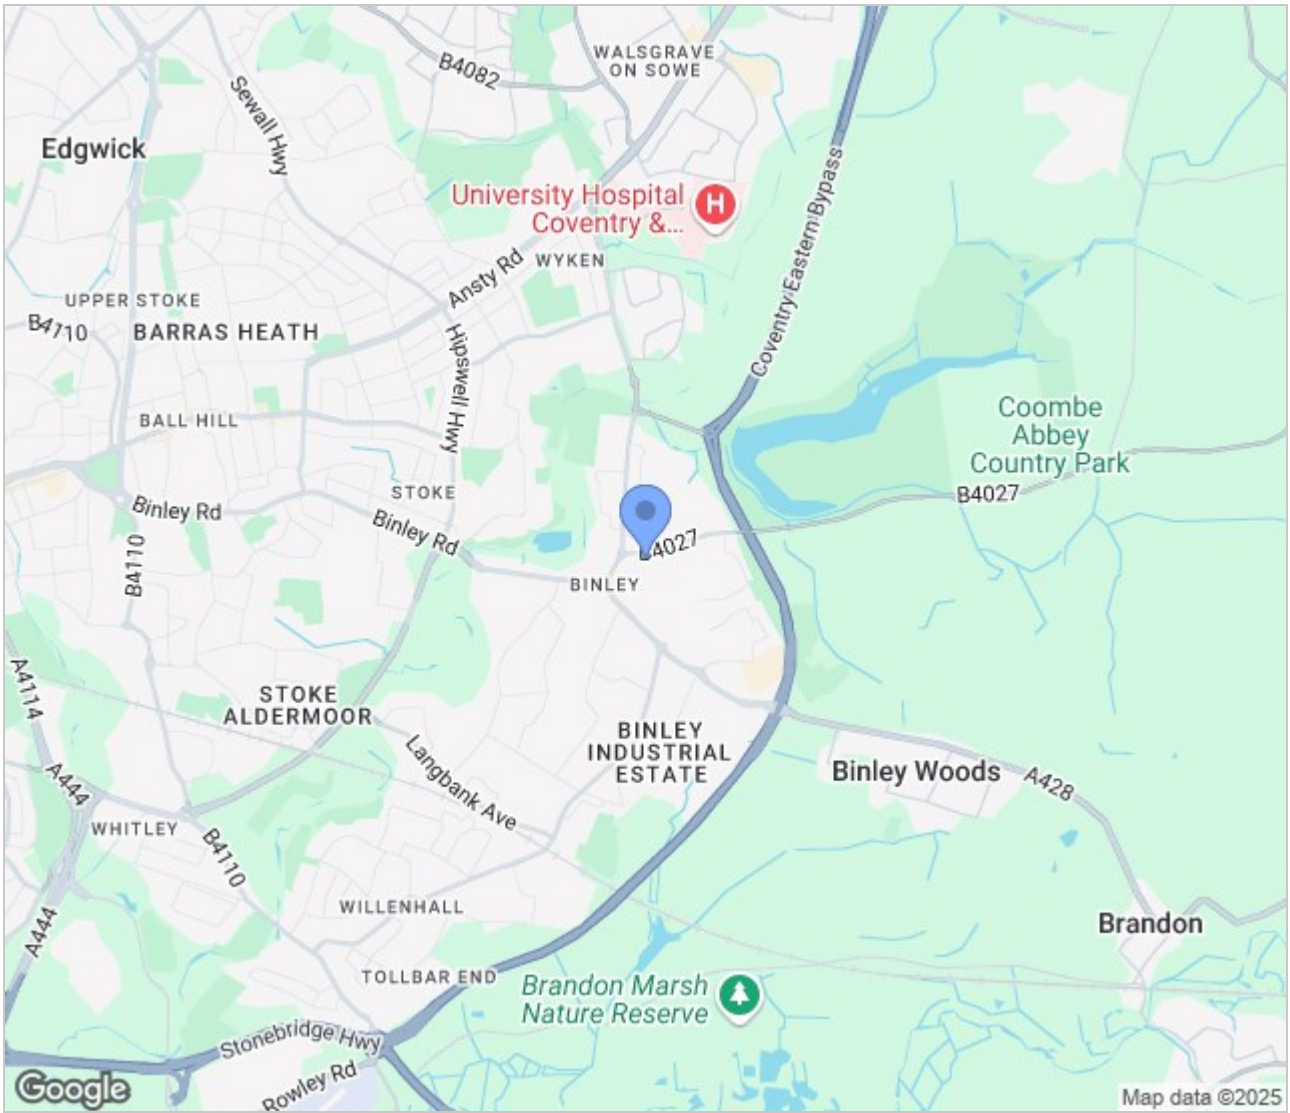 WALSGRAVE
ON SOWE
B4082
Sewall Hwy
Edgwick
Coventry Eastern Bypass
University Hospital
Coventry &...
H
WYKEN
Ansty Rd
UPPER STOKE
B4710
BARRAS HEATH
Hipswell Hwy
BALL HILL
Coombe
Abbey
Country Park
STOKE
B4027
Binley Rd
Binley Rd
B4027
B4110
BINLEY
A4114
STOKE
ALDERMOOR
BINLEY
INDUSTRIAL
ESTATE
Langbank Ave
Binley Woods
A428
A444
WHITLEY
B4110
WILLENHALL
A444
Brandon
TOLLBAR END
Brandon Marsh
Nature Reserve
Stonebridge Hwy
Rowley Rd
Google
Map data ©2025